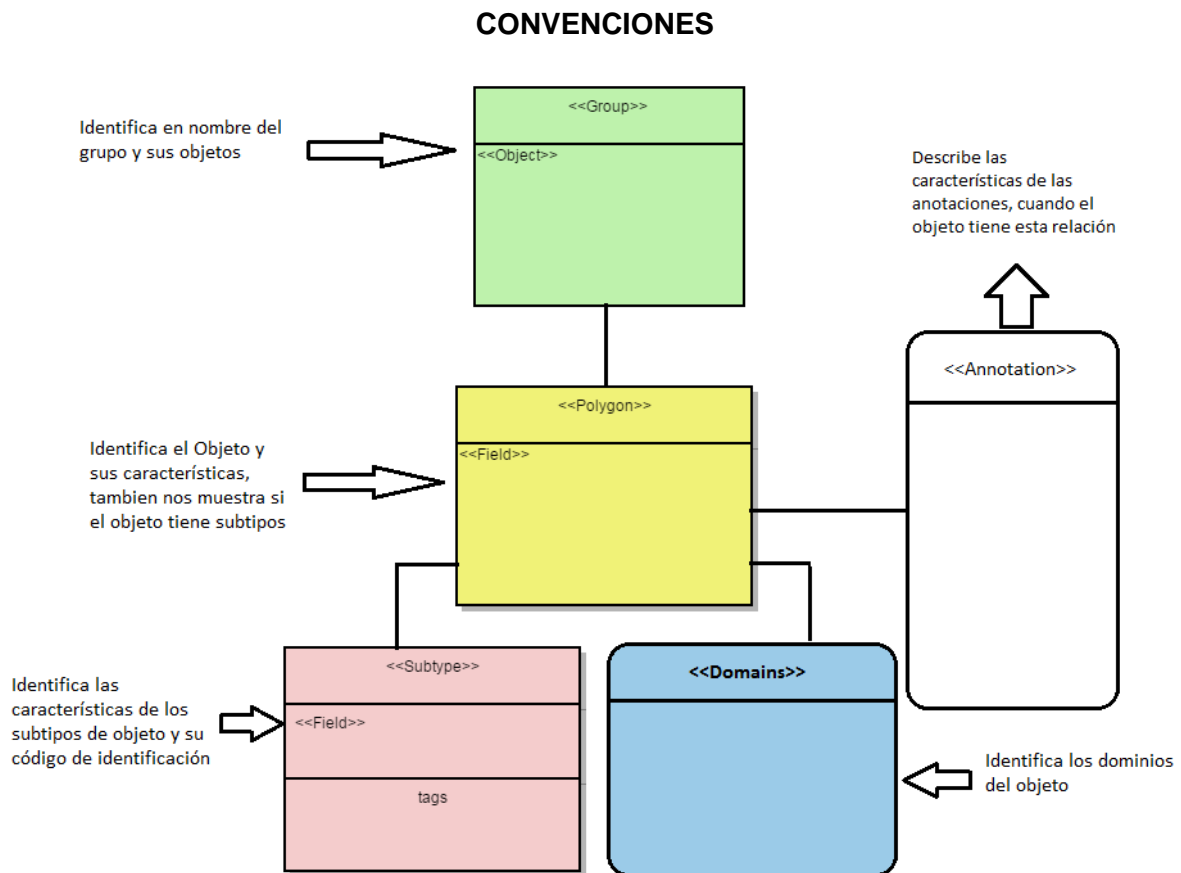 CONVENCIONES
Identifica en nombre del
grupo y sus objetos
<<Group>>
<<Object>>
Describe las
características de las
anotaciones, cuando el
objeto tiene esta relación
<<Annotation>>
Identifica el Objeto y
sus características,
tambien nos muestra si
el objeto tiene subtipos
<<Polygon>>
<<Field>>
Identifica las
características de los
subtipos de objeto y su
código de identificación
<<Subtype>>
<<Field>>
tags
<<Domains>>
Identifica los dominios
del objeto